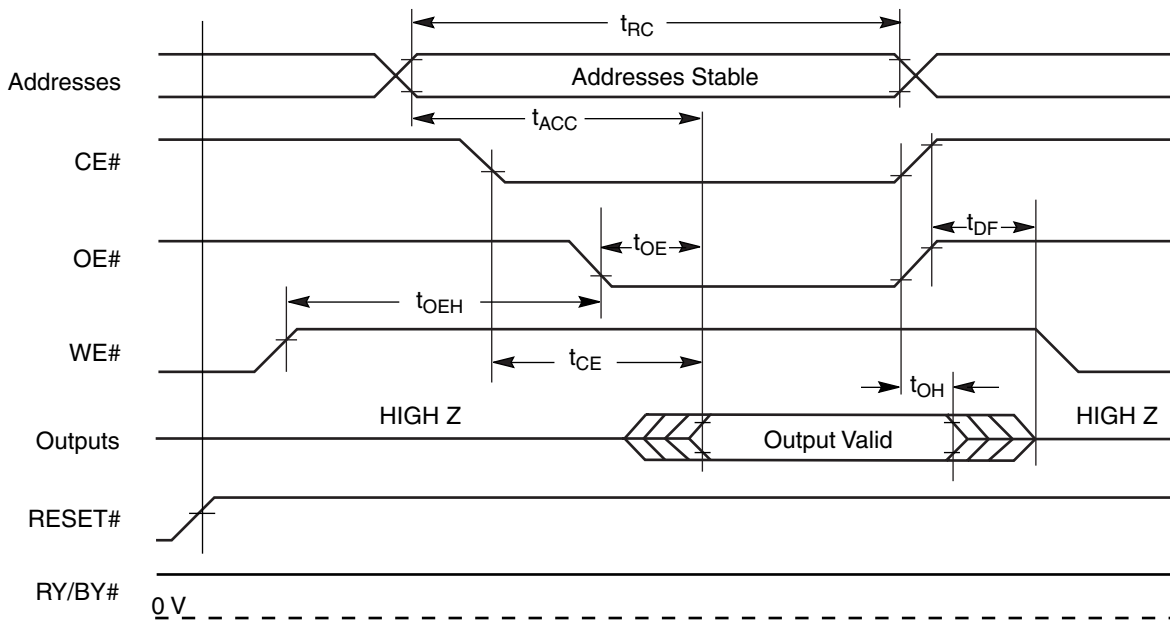 tRC
Addresses
Addresses Stable
tACC
CE#
tDF
OE#
tOE
tOEH
WE#
tCE
tOH
HIGH Z
HIGH Z
Outputs
Output Valid
RESET#
RY/BY#
0 V